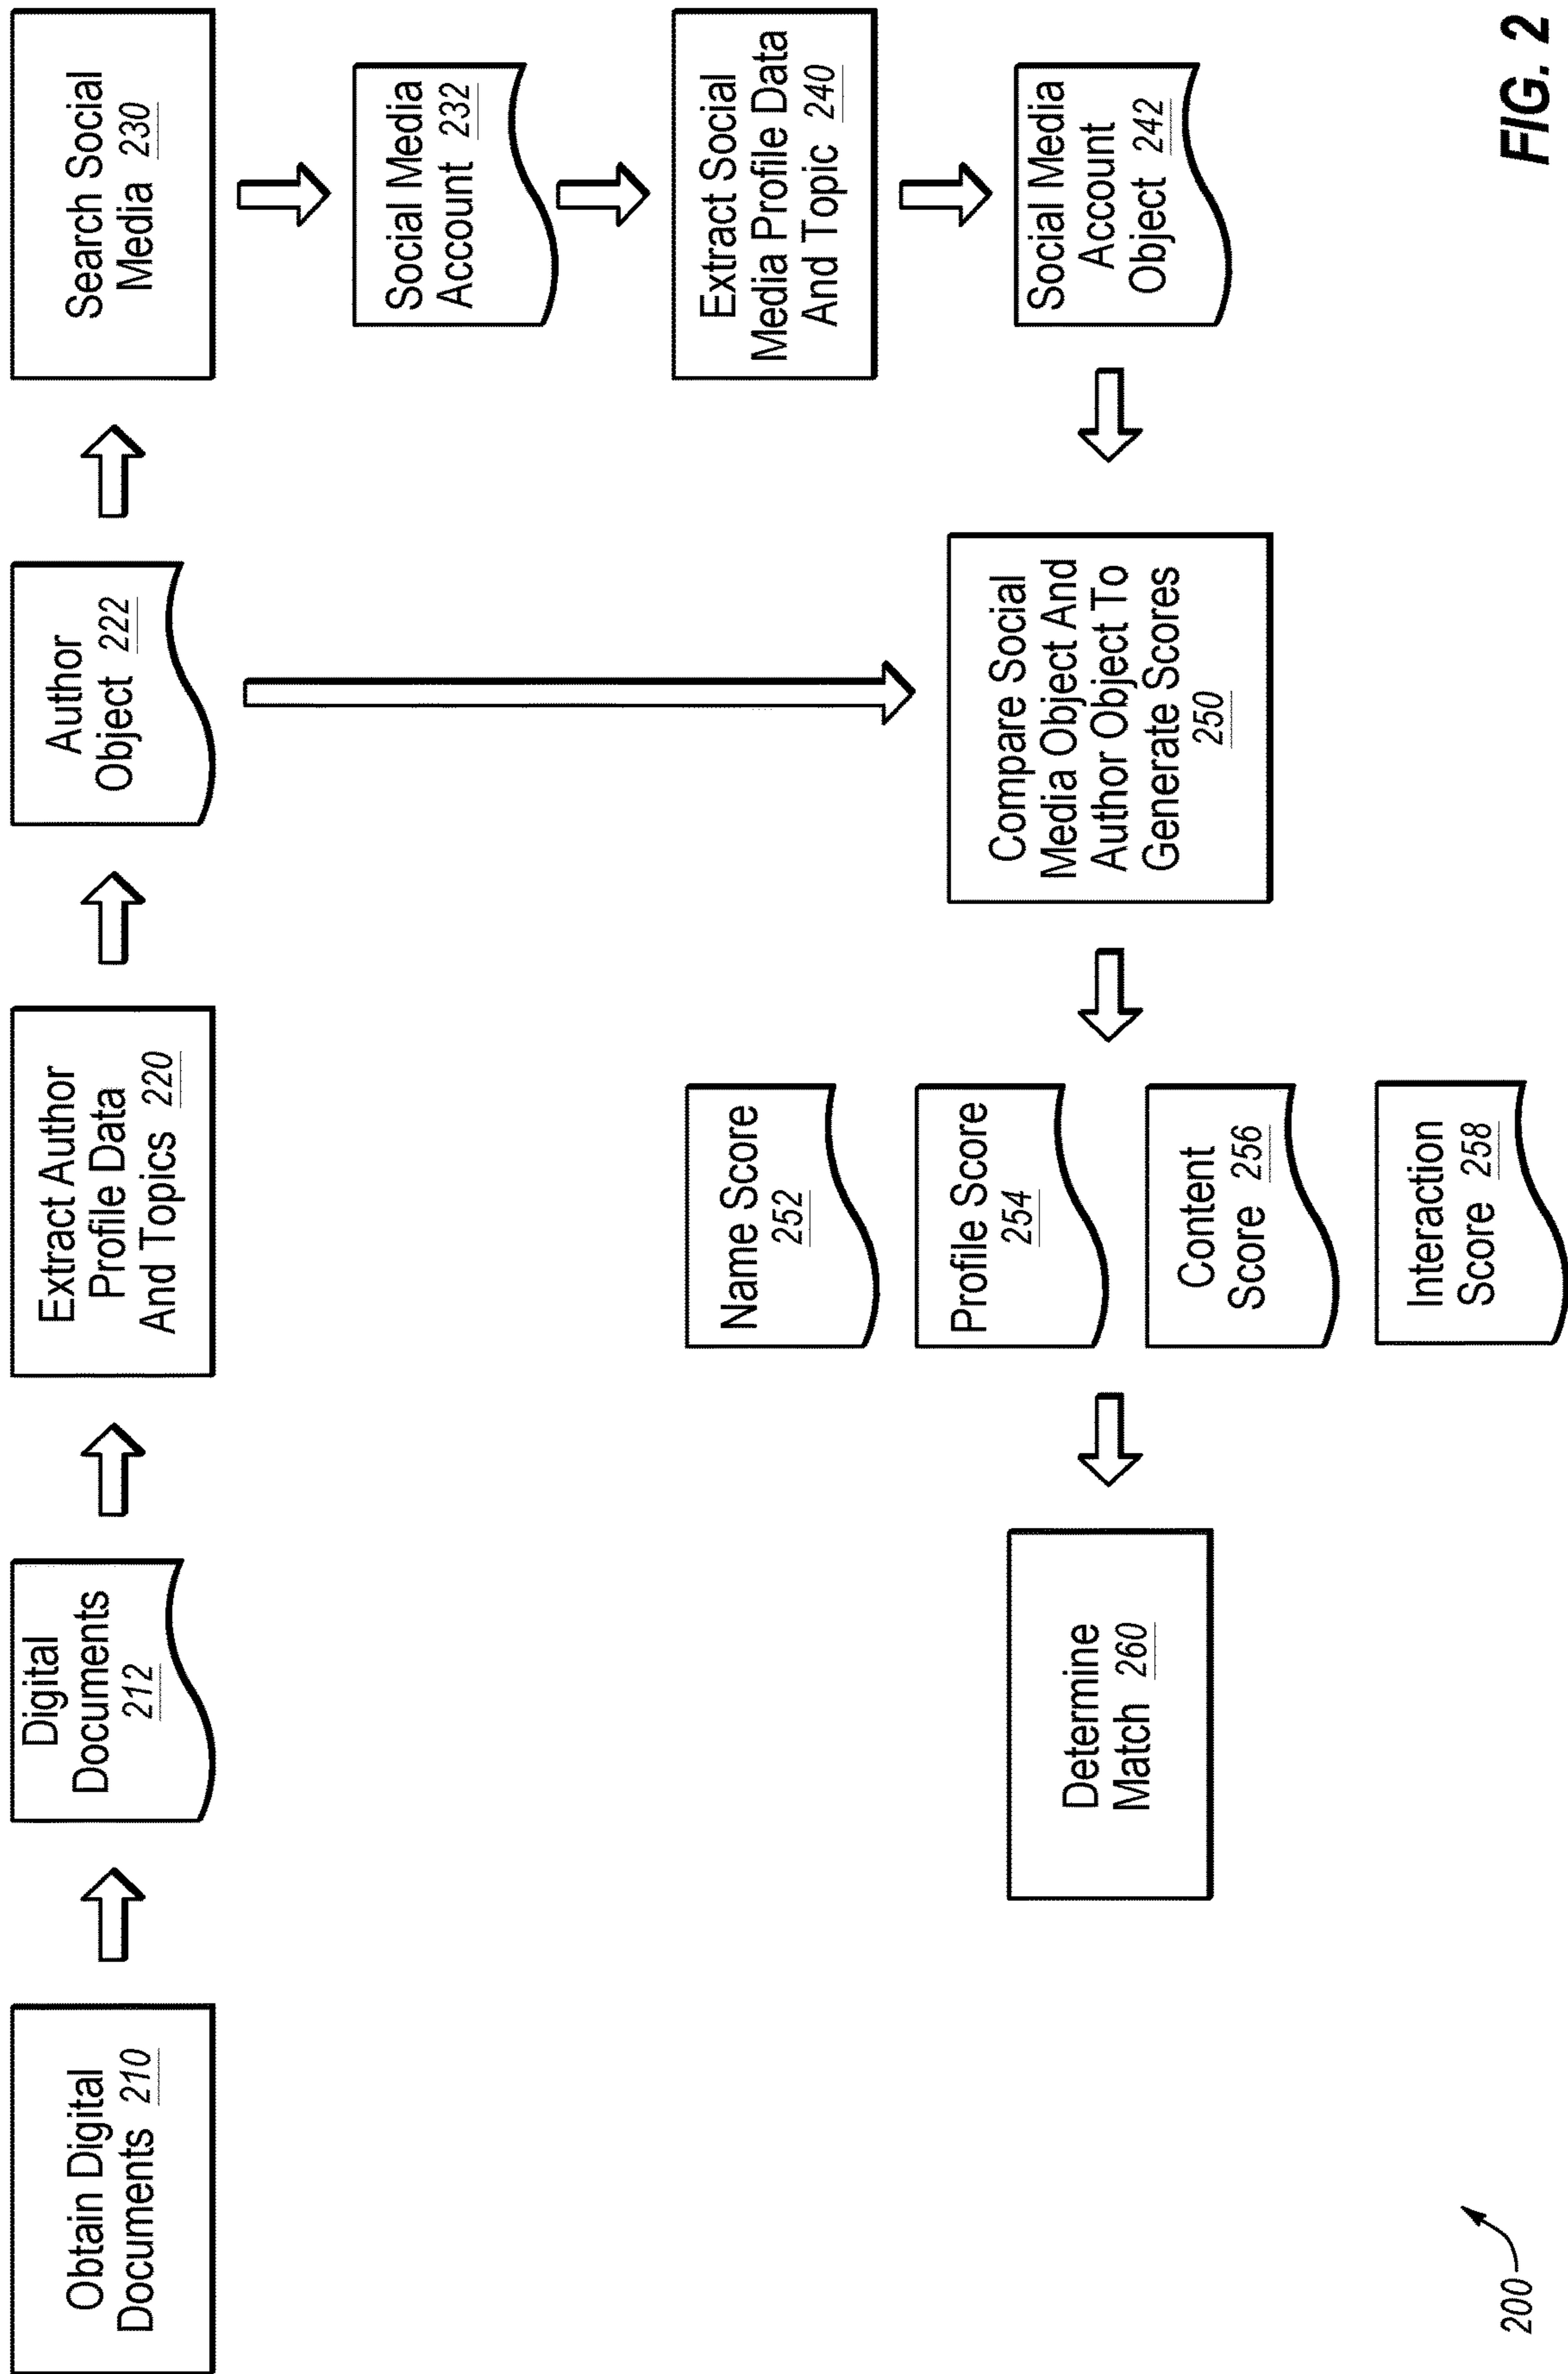 Obtain Digital
Documents 210
Digital
Documents
212
Extract Author
Profile Data
And Topics 220
Author
Object 222
Search Social
Media 230
Social Media
Account 232
Extract Social
Media Profile Data
And Topic 240
Social Media
Account
Object 242
Compare Social
Media Object And
Author Object To
Generate Scores
250
Name Score
252
Profile Score
254
Content
Score 256
Interaction
Score 258
Determine
Match 260
200
FIG. 2